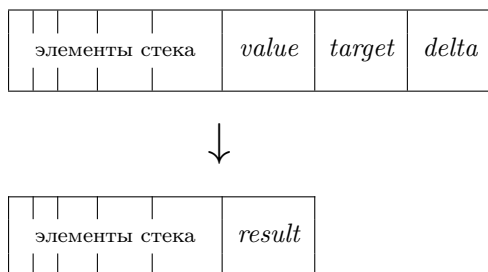 элементы стека value target delta
элементы стека result